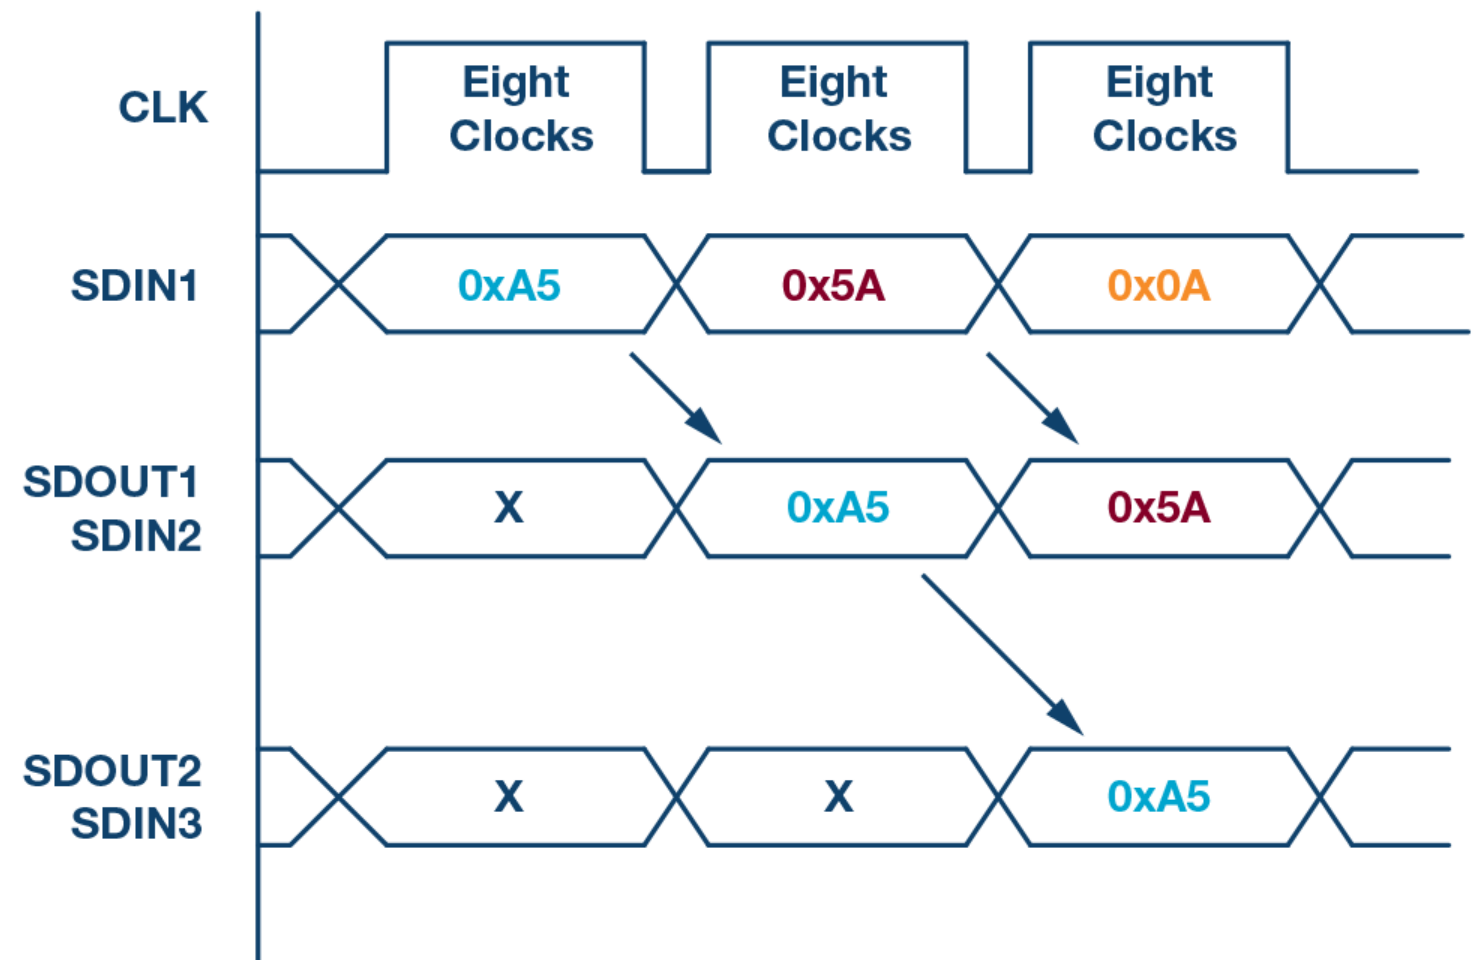 CLK
Eight
Clocks
Eight
Clocks
Eight
Clocks
SDIN1
0xA5
0x5A
0x0A
SDOUT1
SDIN2
X
0xA5
0x5A
SDOUT2
SDIN3
X
X
0xA5